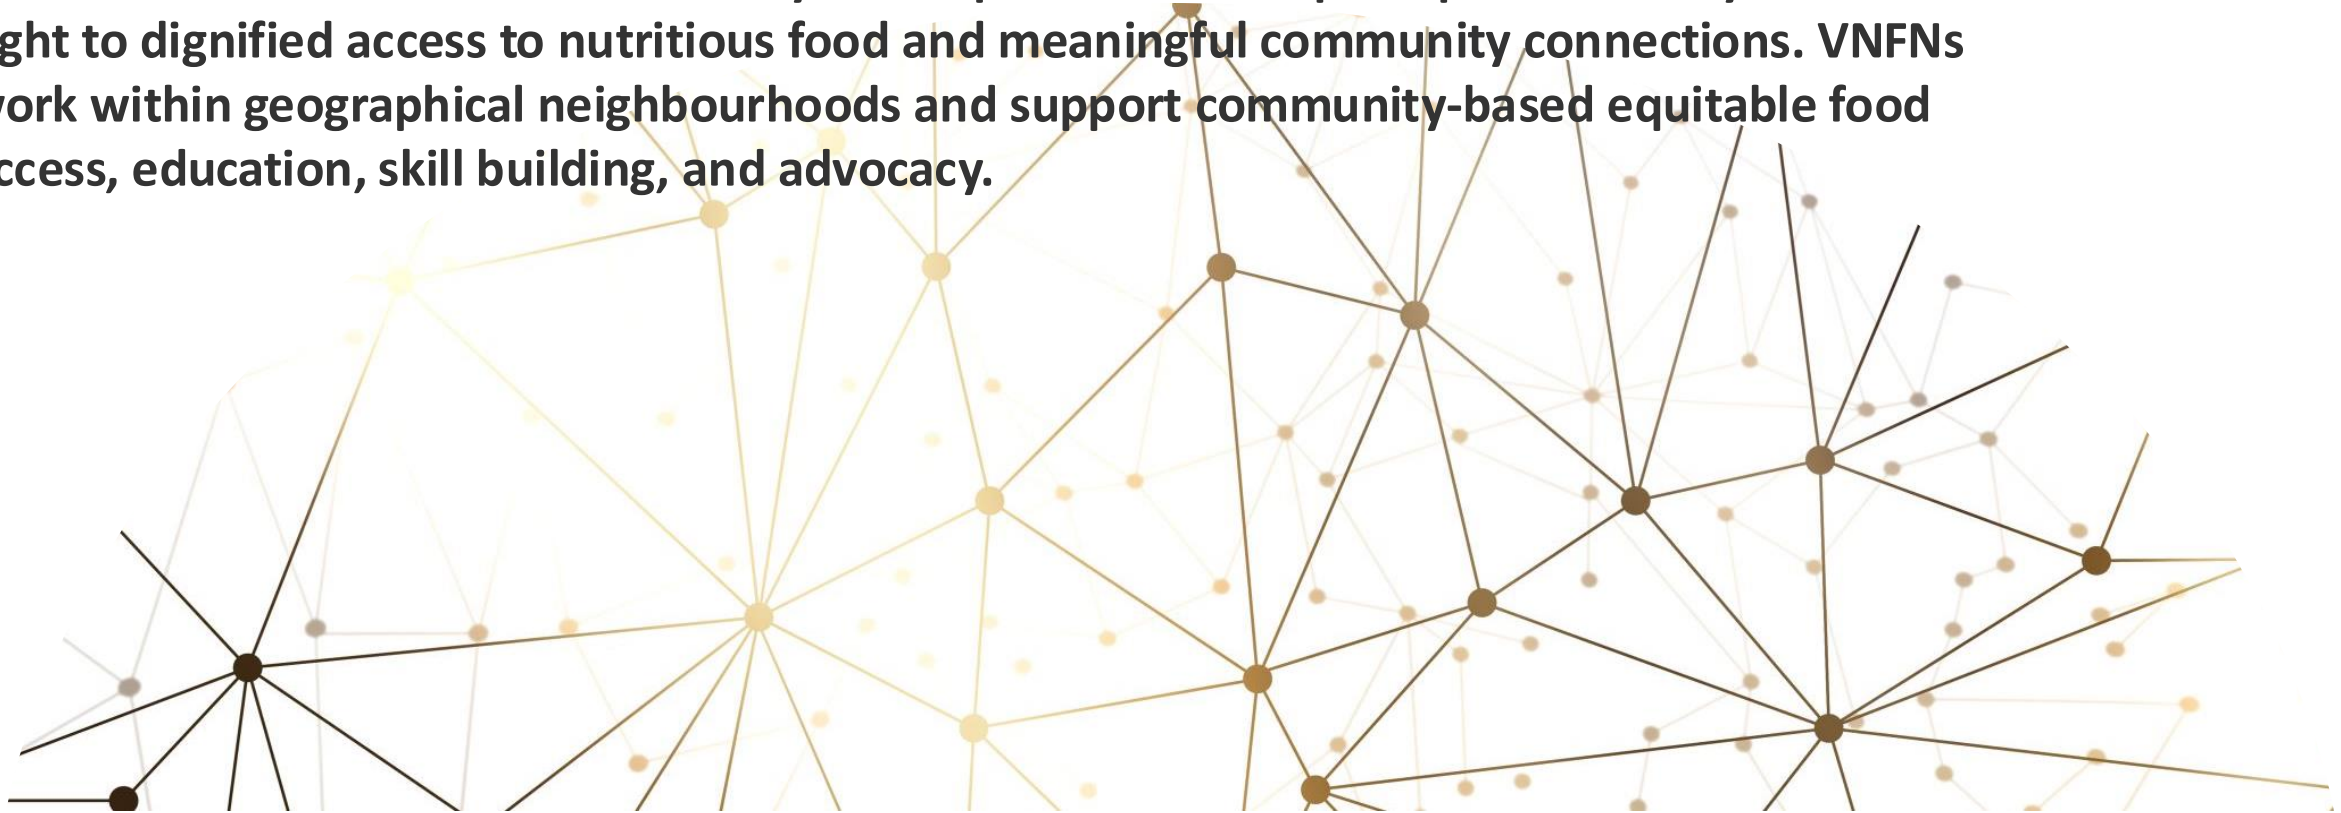 ght to dignified access to nutritious food and meaningful community connections. VNFNs
ork within geographical neighbourhoods and support community-based equitable food
ccess, education, skill building, and advocacy.